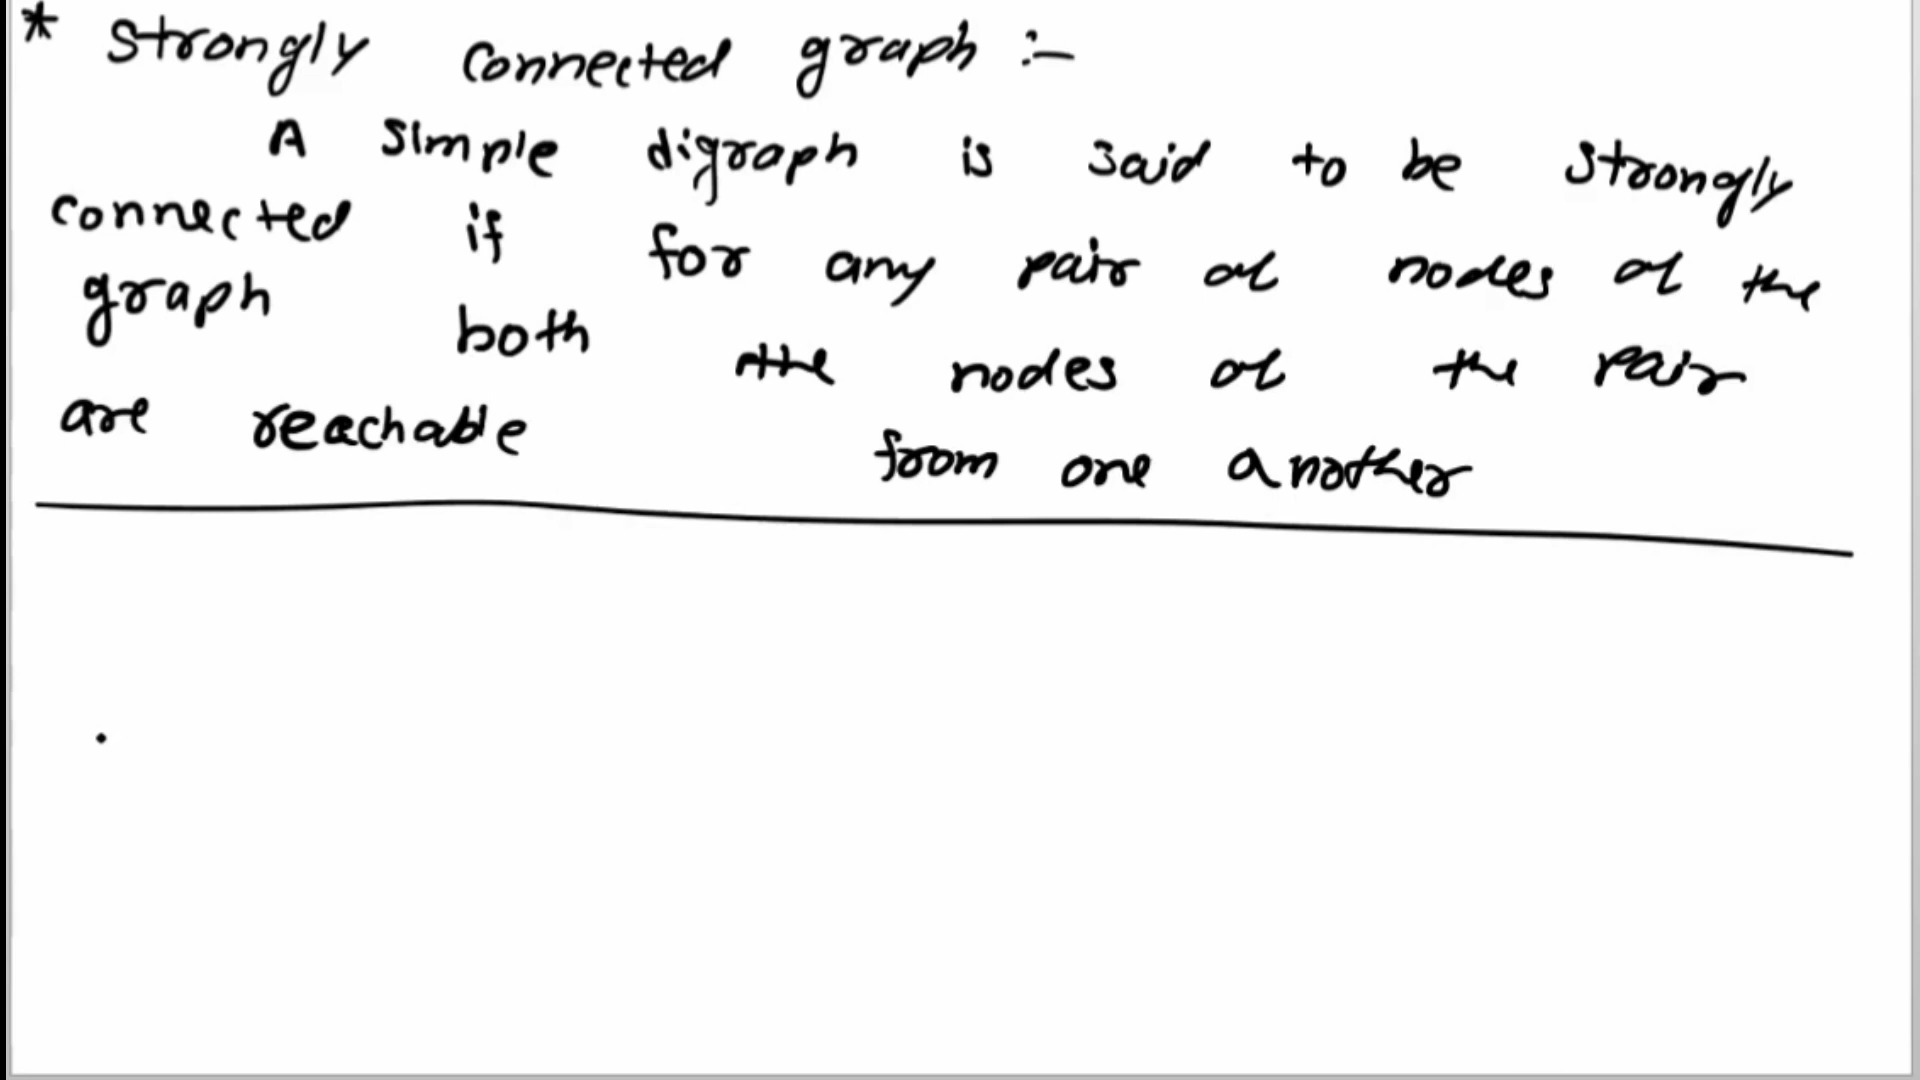 * Strongly Connected graph :-
A simple digraph is said to be strongly
connected if for any pair of nodes of the
graph both the nodes of the pair
are reachable from one another